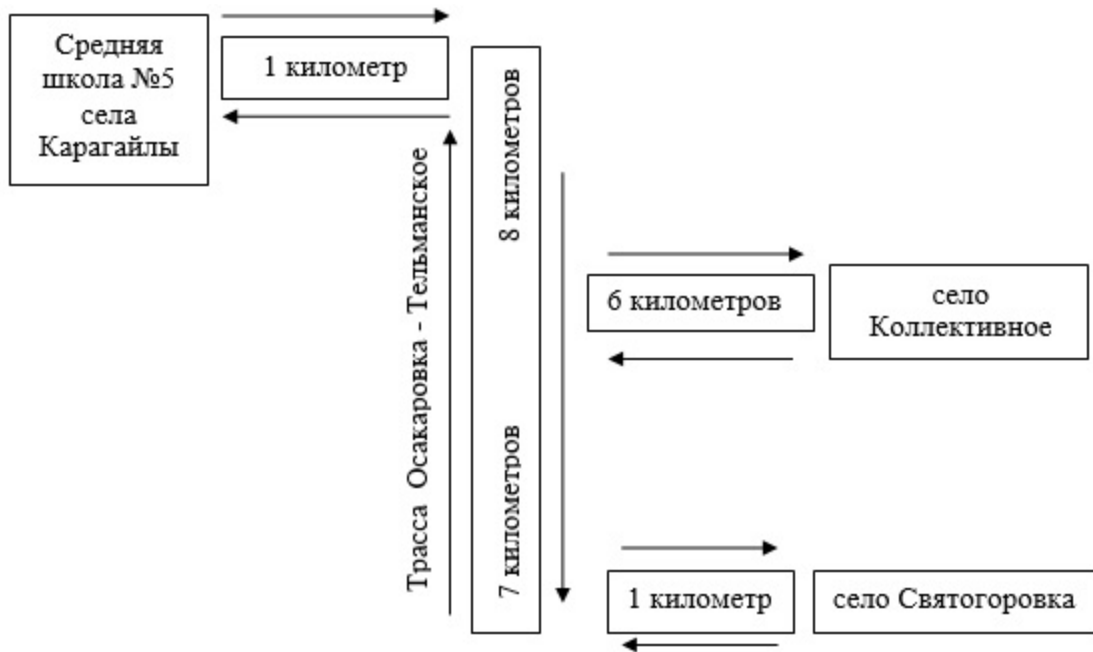 Средняя
школа №5
села
Карагайлы
1 километр
8 километров
Трасса Осакаровка - Тельманское
6 километров
село
Коллективное
7 километров
1 километр
село Святогоровка